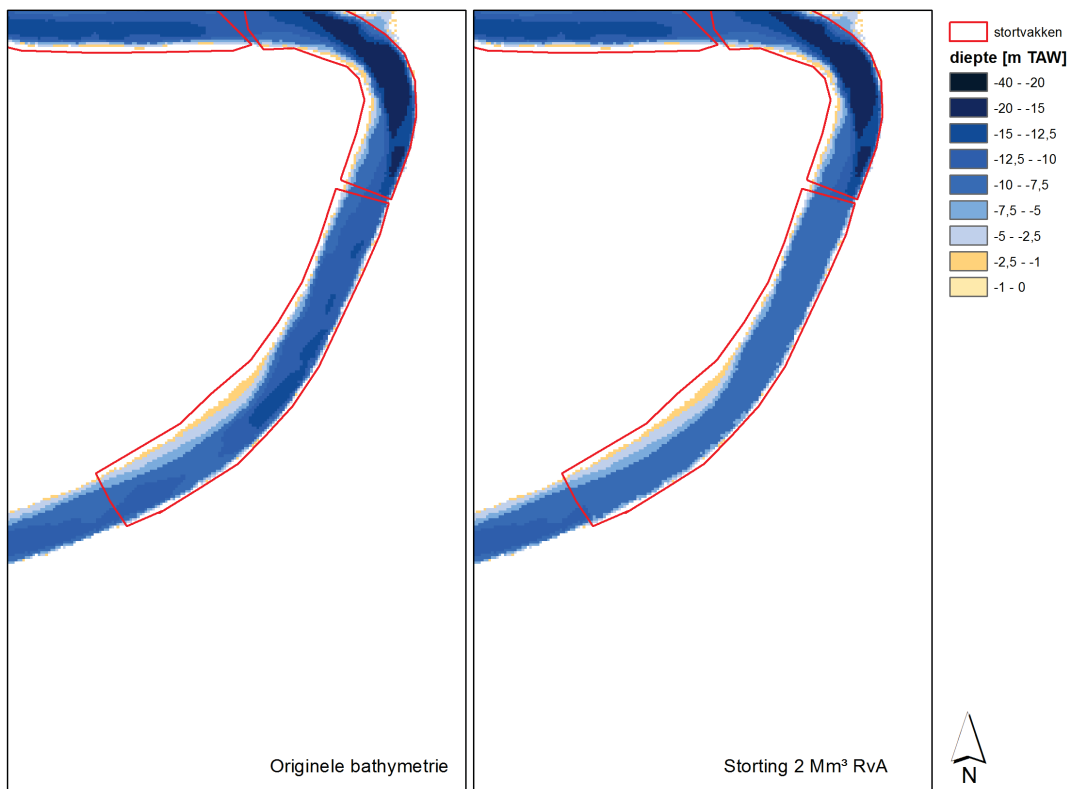 stortvakken
diepte [m TAW]
-40 - -20
-20 - -15
-15 - -12,5
-12,5 - -10
-10 - -7,5
-7,5 - -5
-5 - -2,5
-2,5 - -1
-1 - 0
Originele bathymetrie
Storting 2 Mm³ RvA
N